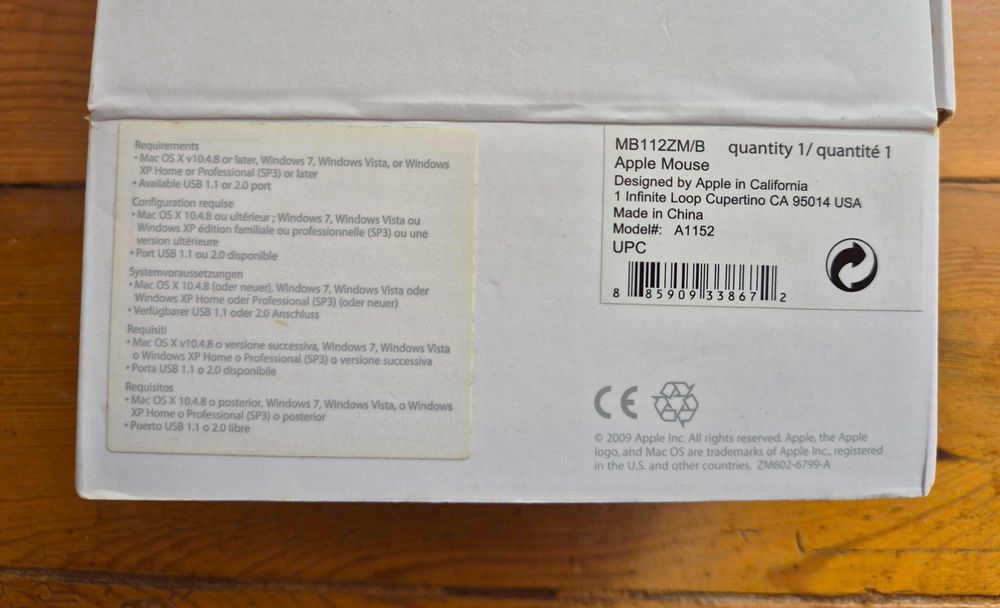 Requirements
• Mac OS X v10.4.8 or later, Windows 7, Windows Vista, or Windows
XP Home or Professional (SP3) or later
• Available USB 1.1 or 2.0 port
Configuration requise
• Mac OS X 10.4.8 ou ultérieur ; Windows 7, Windows Vista ou
Windows XP édition familiale ou professionnelle (SP3) ou une
version ultérieure
• Port USB 1.1 ou 2.0 disponible
Systemvoraussetzungen
• Mac OS X 10.4.8 (oder neuer), Windows 7, Windows Vista oder
Windows XP Home oder Professional (SP3) (oder neuer)
• Verfügbarer USB 1.1 oder 2.0 Anschluss
Requisiti
• Mac OS X v10.4.8 o versione successiva, Windows 7, Windows Vista
o Windows XP Home o Professional (SP3) o versione successiva
• Porta USB 1.1 o 2.0 disponibile
Requisitos
• Mac OS X 10.4.8 o posterior, Windows 7, Windows Vista, o Windows
XP Home o Professional (SP3) o posterior
• Puerto USB 1.1 o 2.0 libre
MB112ZM/B quantity 1/ quantité 1
Apple Mouse
Designed by Apple in California
1 Infinite Loop Cupertino CA 95014 USA
Made in China
Model#: A1152
UPC
8 85909 33867 2
CE
© 2009 Apple Inc. All rights reserved. Apple, the Apple
logo, and Mac OS are trademarks of Apple Inc., registered
in the U.S. and other countries. ZM602-6799-A